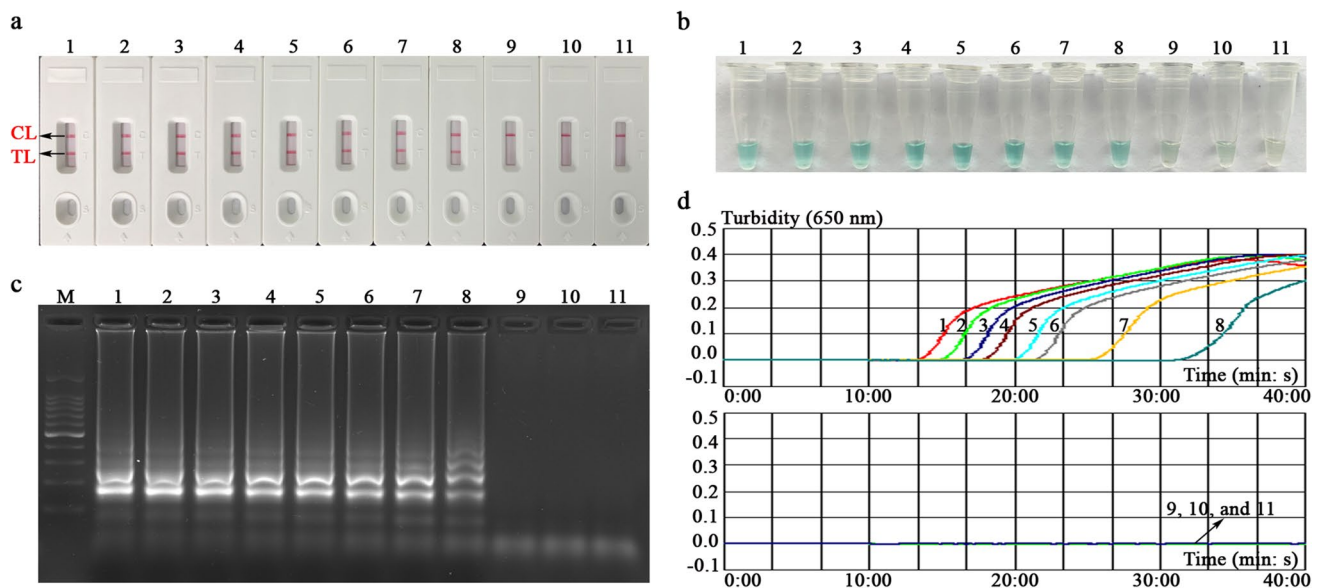 a
1 2 3 4 5 6 7 8 9 10 11
CL
TL
b
1 2 3 4 5 6 7 8 9 10 11
c
M 1 2 3 4 5 6 7 8 9 10 11
d
Turbidity (650 nm)
0.5
0.4
0.3
0.2
0.1
0.0
-0.1
1 2 3 4 5 6 7 8
Time (min: s)
0:00 10:00 20:00 30:00 40:00
0.5
0.4
0.3
0.2
0.1
0.0
-0.1
9, 10, and 11
Time (min: s)
0:00 10:00 20:00 30:00 40:00